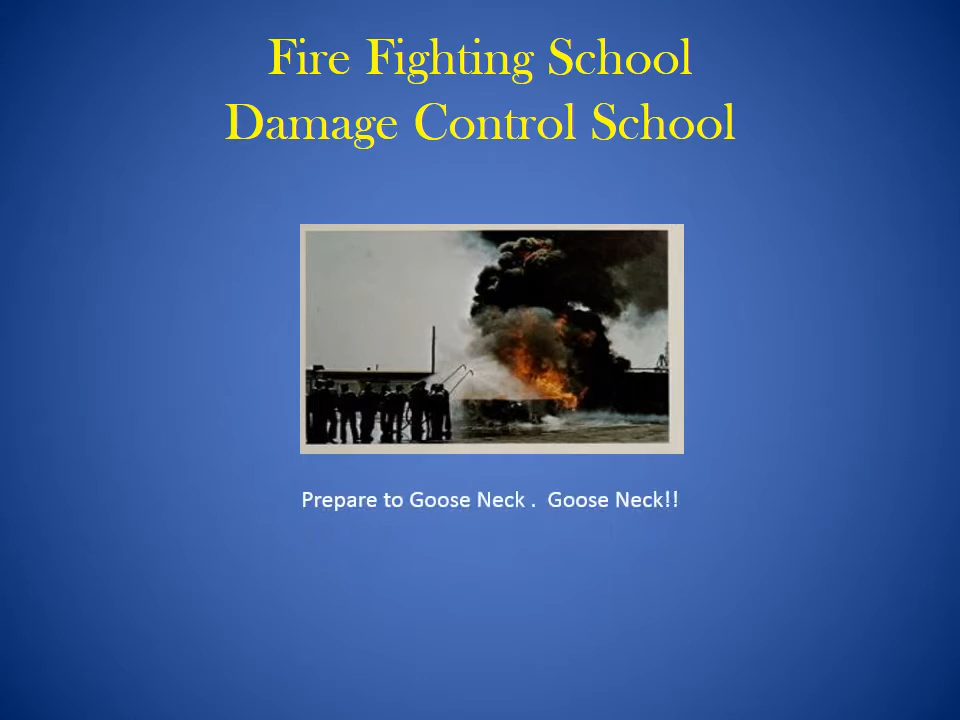 Fire Fighting School
Damage Control School
Prepare to Goose Neck .  Goose Neck!!